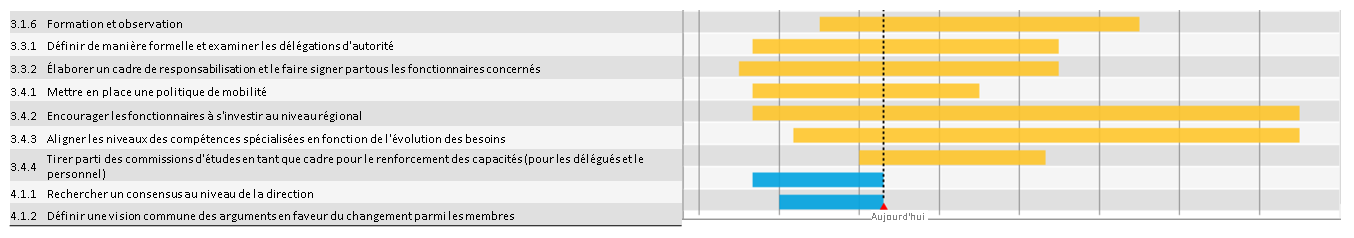 3.1.6 Formation et observation
3.3.1 Définir de manière formelle et examiner les délégations d'autorité
3.3.2 Élaborer un cadre de responsabilisation et le faire signer par tous les fonctionnaires concernés
3.4.1 Mettre en place une politique de mobilité
3.4.2 Encourager les fonctionnaires à s'investir au niveau régional
3.4.3 Aligner les niveaux des compétences spécialisées en fonction de l'évolution des besoins
3.4.4 Tirer parti des commissions d'études en tant que cadre pour le renforcement des capacités (pour les délégués et le
personnel)
4.1.1 Rechercher un consensus au niveau de la direction
4.1.2 Définir une vision commune des arguments en faveur du changement parmi les membres
Aujourd'hui